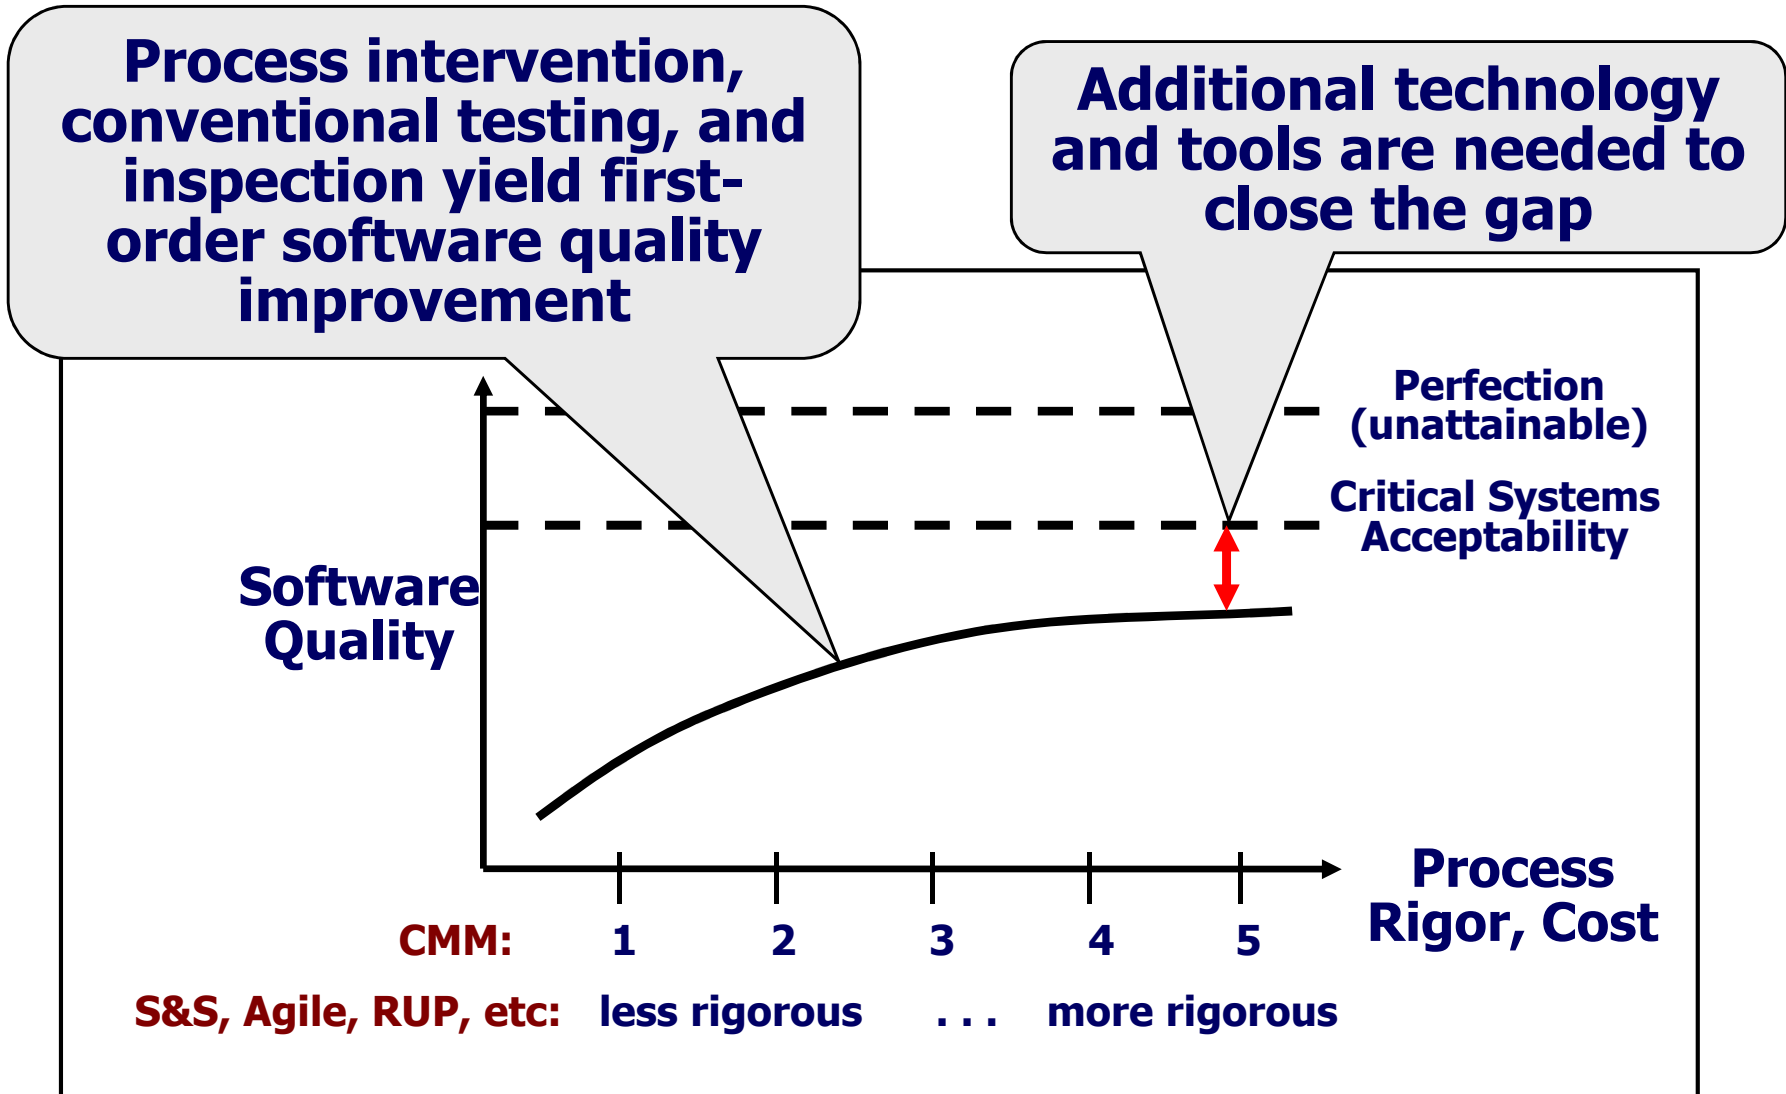 Process intervention,
conventional testing, and
inspection yield first-
order software quality
improvement
Additional technology
and tools are needed to
close the gap
Perfection
(unattainable)
Critical Systems
Acceptability
Software
Quality
Process
Rigor, Cost
CMM: 1 2 3 4 5
S&S, Agile, RUP, etc: less rigorous . . . more rigorous